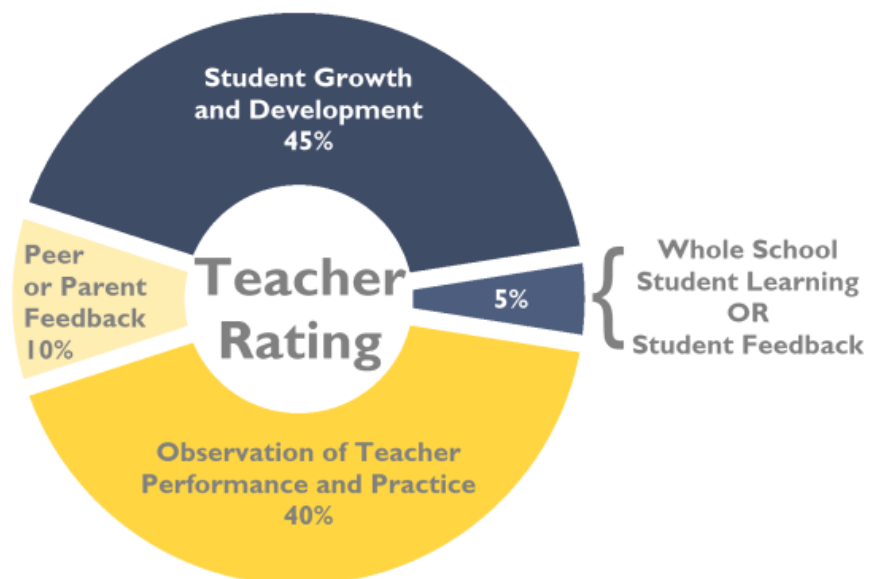 Student Growth
and Development
45%
Peer
or Parent
Feedback
10%
Teacher
Rating
5%
Whole School
Student Learning
OR
Student Feedback
Observation of Teacher
Performance and Practice
40%